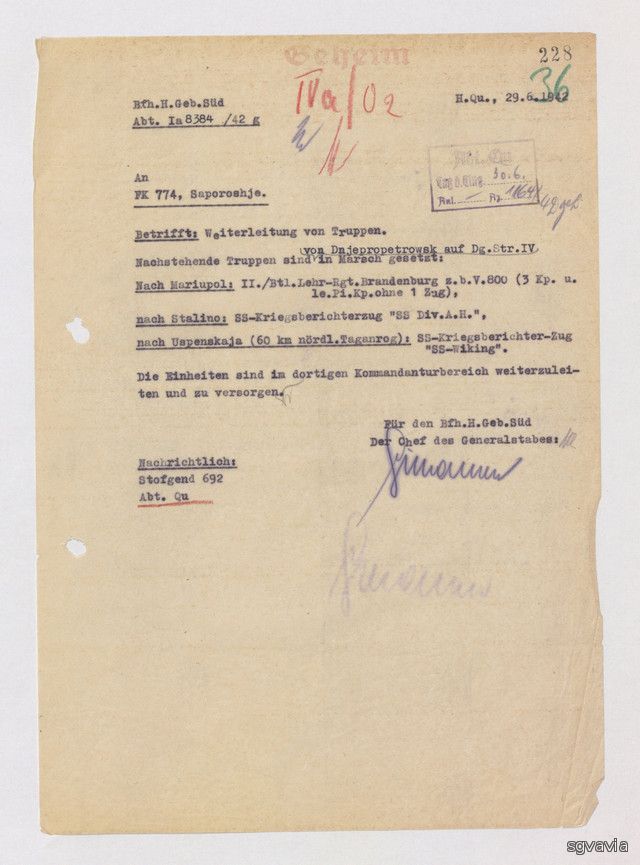 Geheim
228
36
IVa/O2
Bfh.H.Geb.Süd
H.Qu., 29.6.1942
Abt. Ia 8384 /42 g
An
FK 774, Saporoshje.
30.6.
Betrifft: Weiterleitung von Truppen.
von Dnjepropetrowsk auf Dg.Str.IV
Nachstehende Truppen sind in Marsch gesetzt:
Nach Mariupol: II./Btl.Lehr-Rgt.Brandenburg z.b.V.800 (3 Kp. u.
le.Pi.Kp.ohne 1 Zug),
nach Stalino: SS-Kriegsberichterzug "SS Div.A.H.",
nach Uspenskaja (60 km nördl.Taganrog): SS-Kriegsberichter-Zug
"SS-Wiking".
Die Einheiten sind im dortigen Kommandanturbereich weiterzulei-
ten und zu versorgen.
Für den Bfh.H.Geb.Süd
Der Chef des Generalstabes:
Nachrichtlich:
Stofgend 692
Abt. Qu
sgvavia